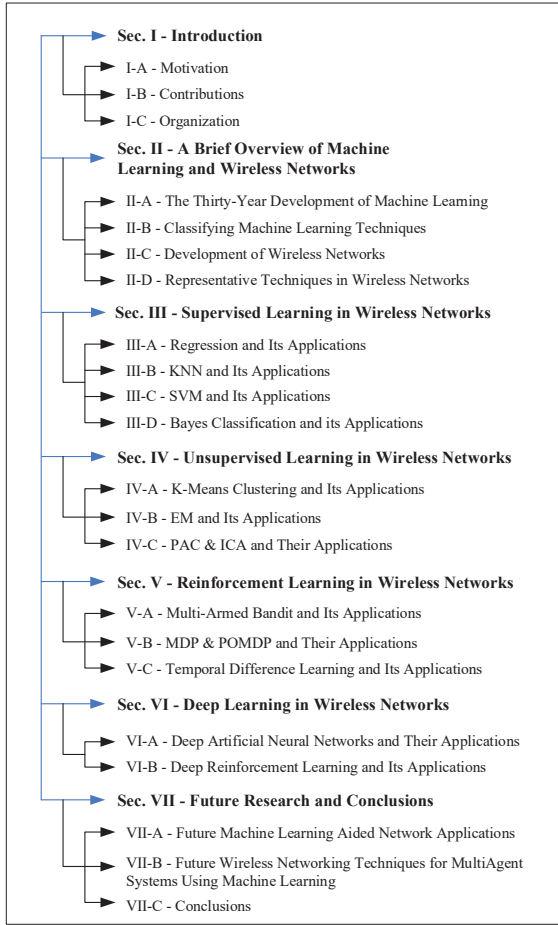 Sec. I - Introduction
I-A - Motivation
I-B - Contributions
I-C - Organization
Sec. II - A Brief Overview of Machine
Learning and Wireless Networks
II-A - The Thirty-Year Development of Machine Learning
II-B - Classifying Machine Learning Techniques
II-C - Development of Wireless Networks
II-D - Representative Techniques in Wireless Networks
Sec. III - Supervised Learning in Wireless Networks
III-A - Regression and Its Applications
III-B - KNN and Its Applications
III-C - SVM and Its Applications
III-D - Bayes Classification and its Applications
Sec. IV - Unsupervised Learning in Wireless Networks
IV-A - K-Means Clustering and Its Applications
IV-B - EM and Its Applications
IV-C - PAC & ICA and Their Applications
Sec. V - Reinforcement Learning in Wireless Networks
V-A - Multi-Armed Bandit and Its Applications
V-B - MDP & POMDP and Their Applications
V-C - Temporal Difference Learning and Its Applications
Sec. VI - Deep Learning in Wireless Networks
VI-A - Deep Artificial Neural Networks and Their Applications
VI-B - Deep Reinforcement Learning and Its Applications
Sec. VII - Future Research and Conclusions
VII-A - Future Machine Learning Aided Network Applications
VII-B - Future Wireless Networking Techniques for MultiAgent
Systems Using Machine Learning
VII-C - Conclusions